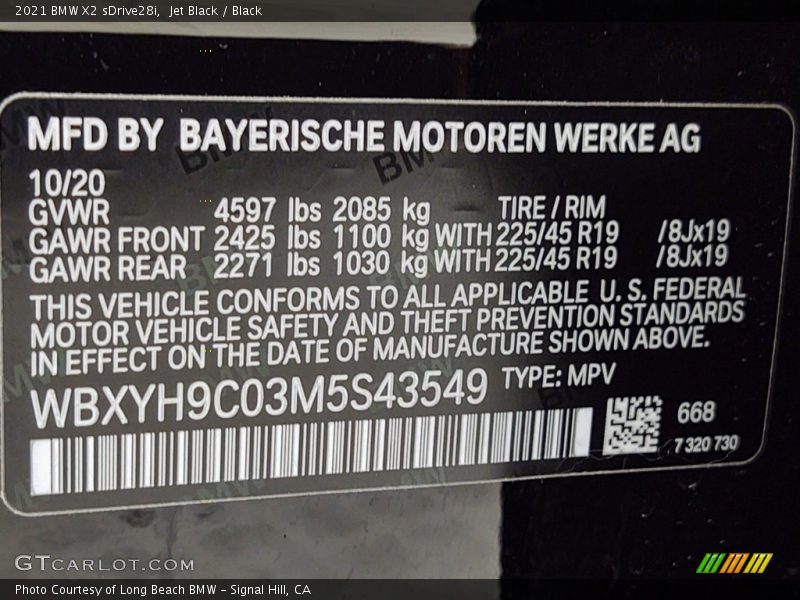 2021 BMW X2 sDrive28i, Jet Black / Black
MFD BY BAYERISCHE MOTOREN WERKE AG
10/20
GVWR 4597 lbs 2085 kg TIRE / RIM
GAWR FRONT 2425 lbs 1100 kg WITH 225/45 R19 /8Jx19
GAWR REAR 2271 lbs 1030 kg WITH 225/45 R19 /8Jx19
THIS VEHICLE CONFORMS TO ALL APPLICABLE U. S. FEDERAL
MOTOR VEHICLE SAFETY AND THEFT PREVENTION STANDARDS
IN EFFECT ON THE DATE OF MANUFACTURE SHOWN ABOVE.
WBXYH9C03M5S43549 TYPE: MPV
668
7 320 730
GTCARLOT.COM
Photo Courtesy of Long Beach BMW - Signal Hill, CA